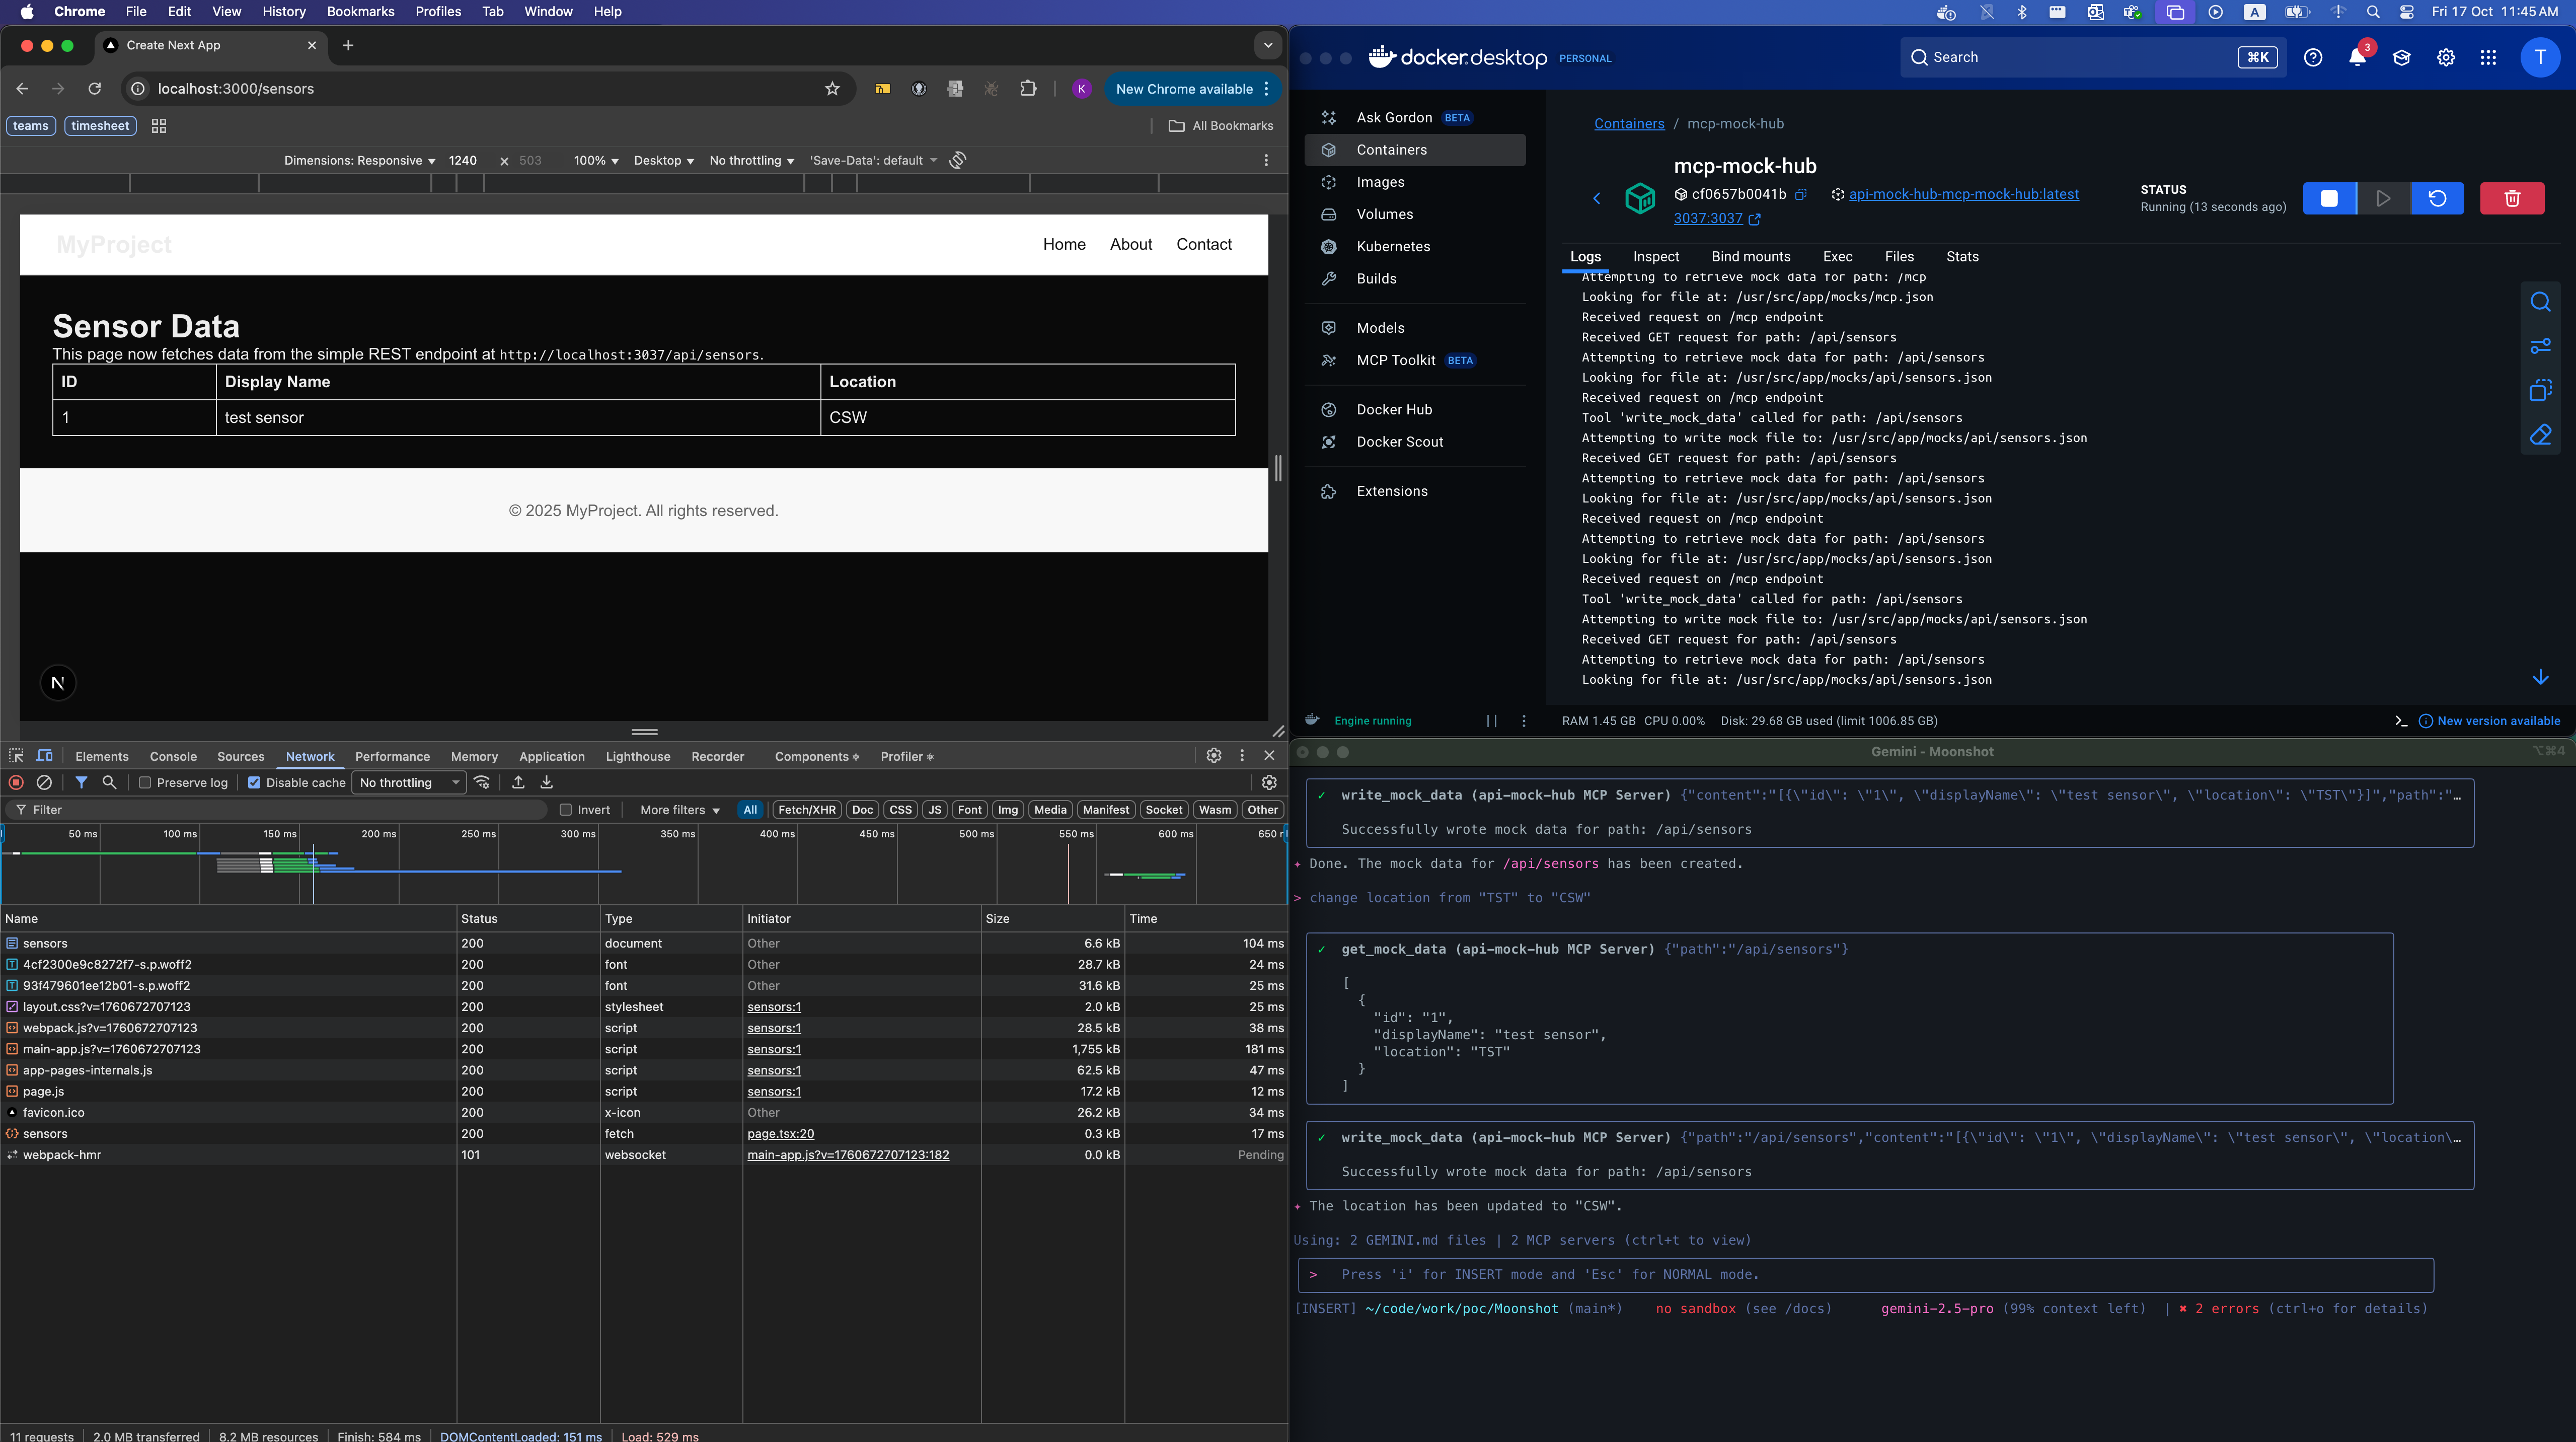 Chrome File Edit View History Bookmarks Profiles Tab Window Help
A
Fri 17 Oct 11:45 AM
Create Next App
localhost:3000/sensors
K
New Chrome available
teams timesheet
All Bookmarks
Dimensions: Responsive 1240 × 503 100% Desktop No throttling 'Save-Data': default
MyProject
Home About Contact
Sensor Data
This page now fetches data from the simple REST endpoint at http://localhost:3037/api/sensors.
ID Display Name Location
1 test sensor CSW
© 2025 MyProject. All rights reserved.
N
Elements Console Sources Network Performance Memory Application Lighthouse Recorder Components Profiler
Preserve log Disable cache No throttling
Filter Invert More filters All Fetch/XHR Doc CSS JS Font Img Media Manifest Socket Wasm Other
50 ms 100 ms 150 ms 200 ms 250 ms 300 ms 350 ms 400 ms 450 ms 500 ms 550 ms 600 ms 650 r
Name Status Type Initiator Size Time
sensors 200 document Other 6.6 kB 104 ms
4cf2300e9c8272f7-s.p.woff2 200 font Other 28.7 kB 24 ms
93f479601ee12b01-s.p.woff2 200 font Other 31.6 kB 25 ms
layout.css?v=1760672707123 200 stylesheet sensors:1 2.0 kB 25 ms
webpack.js?v=1760672707123 200 script sensors:1 28.5 kB 38 ms
main-app.js?v=1760672707123 200 script sensors:1 1,755 kB 181 ms
app-pages-internals.js 200 script sensors:1 62.5 kB 47 ms
page.js 200 script sensors:1 17.2 kB 12 ms
favicon.ico 200 x-icon Other 26.2 kB 34 ms
sensors 200 fetch page.tsx:20 0.3 kB 17 ms
webpack-hmr 101 websocket main-app.js?v=1760672707123:182 0.0 kB Pending
11 requests 2.0 MB transferred 8.2 MB resources Finish: 584 ms DOMContentLoaded: 151 ms Load: 529 ms
docker.desktop PERSONAL
Search ⌘K
3
T
Ask Gordon BETA
Containers
Images
Volumes
Kubernetes
Builds
Models
MCP Toolkit BETA
Docker Hub
Docker Scout
Extensions
Containers / mcp-mock-hub
mcp-mock-hub
cf0657b0041b api-mock-hub-mcp-mock-hub:latest
3037:3037
STATUS
Running (13 seconds ago)
Logs Inspect Bind mounts Exec Files Stats
Attempting to retrieve mock data for path: /mcp
Looking for file at: /usr/src/app/mocks/mcp.json
Received request on /mcp endpoint
Received GET request for path: /api/sensors
Attempting to retrieve mock data for path: /api/sensors
Looking for file at: /usr/src/app/mocks/api/sensors.json
Received request on /mcp endpoint
Tool 'write_mock_data' called for path: /api/sensors
Attempting to write mock file to: /usr/src/app/mocks/api/sensors.json
Received GET request for path: /api/sensors
Attempting to retrieve mock data for path: /api/sensors
Looking for file at: /usr/src/app/mocks/api/sensors.json
Received request on /mcp endpoint
Attempting to retrieve mock data for path: /api/sensors
Looking for file at: /usr/src/app/mocks/api/sensors.json
Received request on /mcp endpoint
Tool 'write_mock_data' called for path: /api/sensors
Attempting to write mock file to: /usr/src/app/mocks/api/sensors.json
Received GET request for path: /api/sensors
Attempting to retrieve mock data for path: /api/sensors
Looking for file at: /usr/src/app/mocks/api/sensors.json
Engine running
RAM 1.45 GB CPU 0.00% Disk: 29.68 GB used (limit 1006.85 GB)
New version available
Gemini - Moonshot
⌥⌘4
✓ write_mock_data (api-mock-hub MCP Server) {"content":"[{\"id\": \"1\", \"displayName\": \"test sensor\", \"location\": \"TST\"}]","path":"…
Successfully wrote mock data for path: /api/sensors
✦ Done. The mock data for /api/sensors has been created.
> change location from "TST" to "CSW"
✓ get_mock_data (api-mock-hub MCP Server) {"path":"/api/sensors"}
[
{
"id": "1",
"displayName": "test sensor",
"location": "TST"
}
]
✓ write_mock_data (api-mock-hub MCP Server) {"path":"/api/sensors","content":"[{\"id\": \"1\", \"displayName\": \"test sensor\", \"location\…
Successfully wrote mock data for path: /api/sensors
✦ The location has been updated to "CSW".
Using: 2 GEMINI.md files | 2 MCP servers (ctrl+t to view)
> Press 'i' for INSERT mode and 'Esc' for NORMAL mode.
[INSERT] ~/code/work/poc/Moonshot (main*) no sandbox (see /docs) gemini-2.5-pro (99% context left) | ✖ 2 errors (ctrl+o for details)